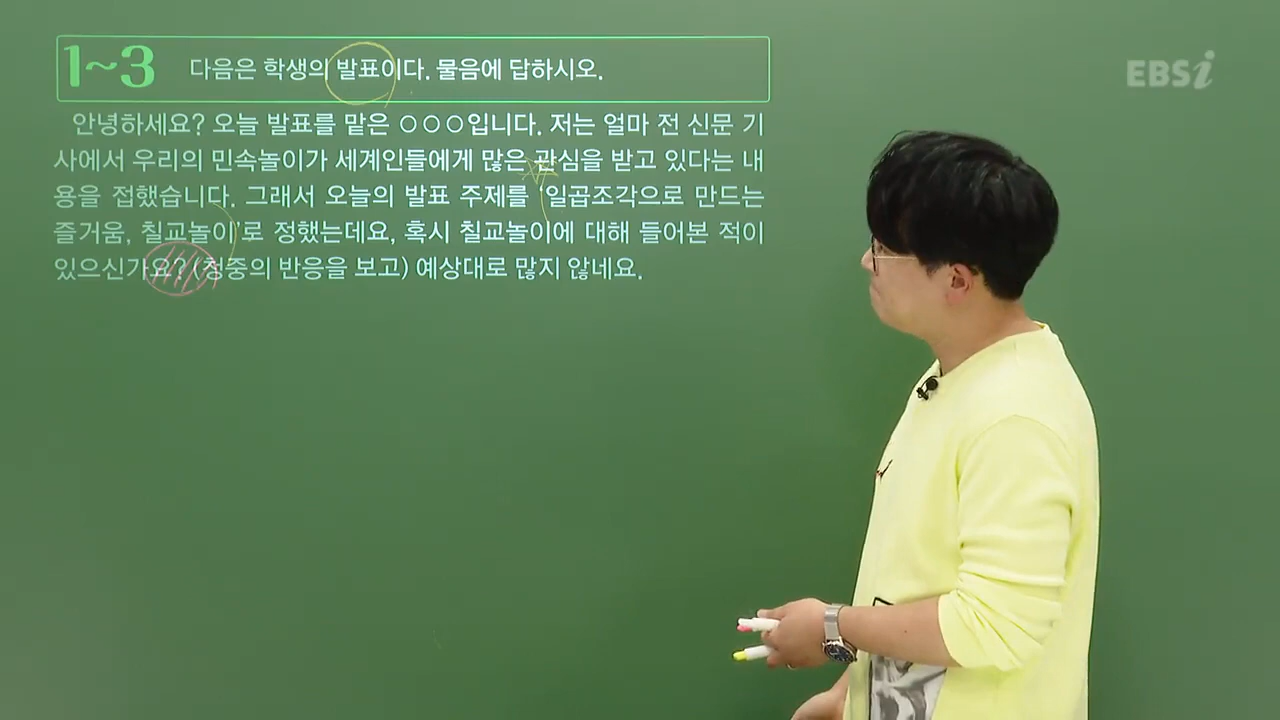 1~3 다음은 학생의 발표이다. 물음에 답하시오.
EBSi
안녕하세요? 오늘 발표를 맡은 ○○○입니다. 저는 얼마 전 신문 기
사에서 우리의 민속놀이가 세계인들에게 많은 관심을 받고 있다는 내
용을 접했습니다. 그래서 오늘의 발표 주제를 '일곱조각으로 만드는
즐거움, 칠교놀이'로 정했는데요, 혹시 칠교놀이에 대해 들어본 적이
있으신가요? (청중의 반응을 보고) 예상대로 많지 않네요.